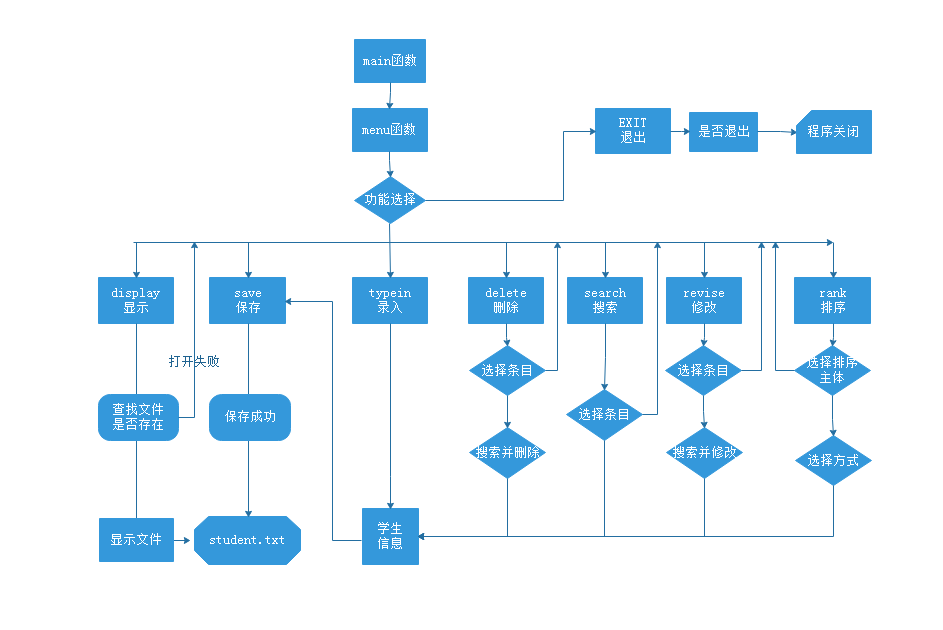 main函数
menu函数
EXIT
退出
是否退出
程序关闭
功能选择
display
显示
save
保存
typein
录入
delete
删除
search
搜索
revise
修改
rank
排序
打开失败
选择条目
选择条目
选择排序
主体
查找文件
是否存在
保存成功
选择条目
搜索并删除
搜索并修改
选择方式
显示文件
student.txt
学生
信息